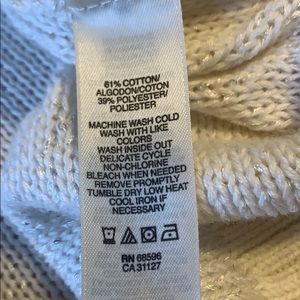 61% COTTON/
ALGODON/COTON
39% POLYESTER/
POLIESTER
MACHINE WASH COLD
WASH WITH LIKE
COLORS
WASH INSIDE OUT
DELICATE CYCLE
NON-CHLORINE
BLEACH WHEN NEEDED
REMOVE PROMPTLY
TUMBLE DRY LOW HEAT
COOL IRON IF
NECESSARY
RN 68596
CA 31127